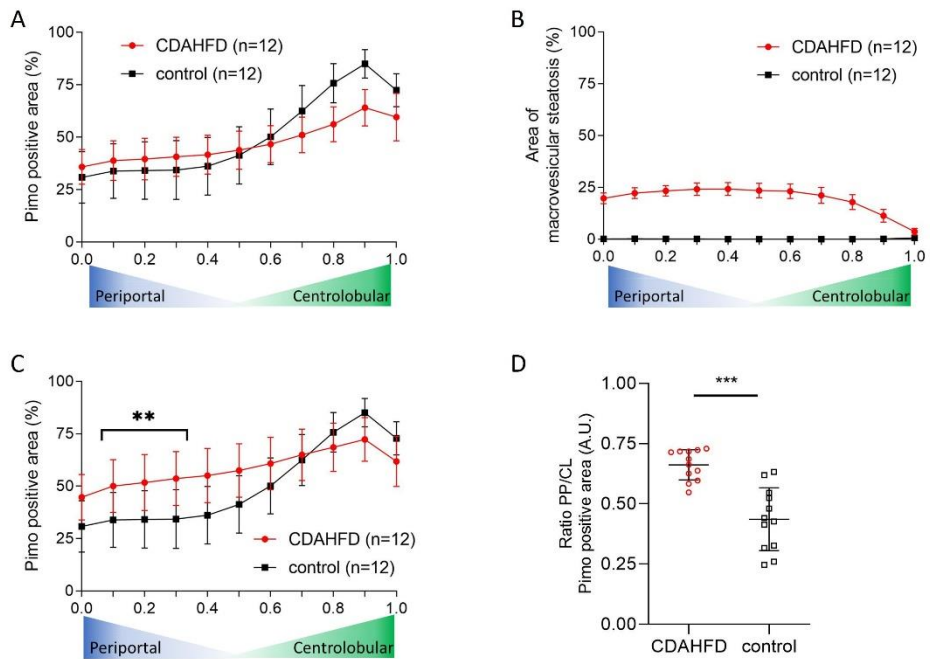 A
Pimo positive area (%)
100
75
50
25
0
CDAHFD (n=12)
control (n=12)
0.0 0.2 0.4 0.6 0.8 1.0
Periportal Centrolobular
B
Area of
macrovesicular steatosis (%)
100
75
50
25
0
CDAHFD (n=12)
control (n=12)
0.0 0.2 0.4 0.6 0.8 1.0
Periportal Centrolobular
C
Pimo positive area (%)
100
75
50
25
0
**
CDAHFD (n=12)
control (n=12)
0.0 0.2 0.4 0.6 0.8 1.0
Periportal Centrolobular
D
Ratio PP/CL
Pimo positive area (A.U.)
1.00
0.75
0.50
0.25
0.00
***
CDAHFD control